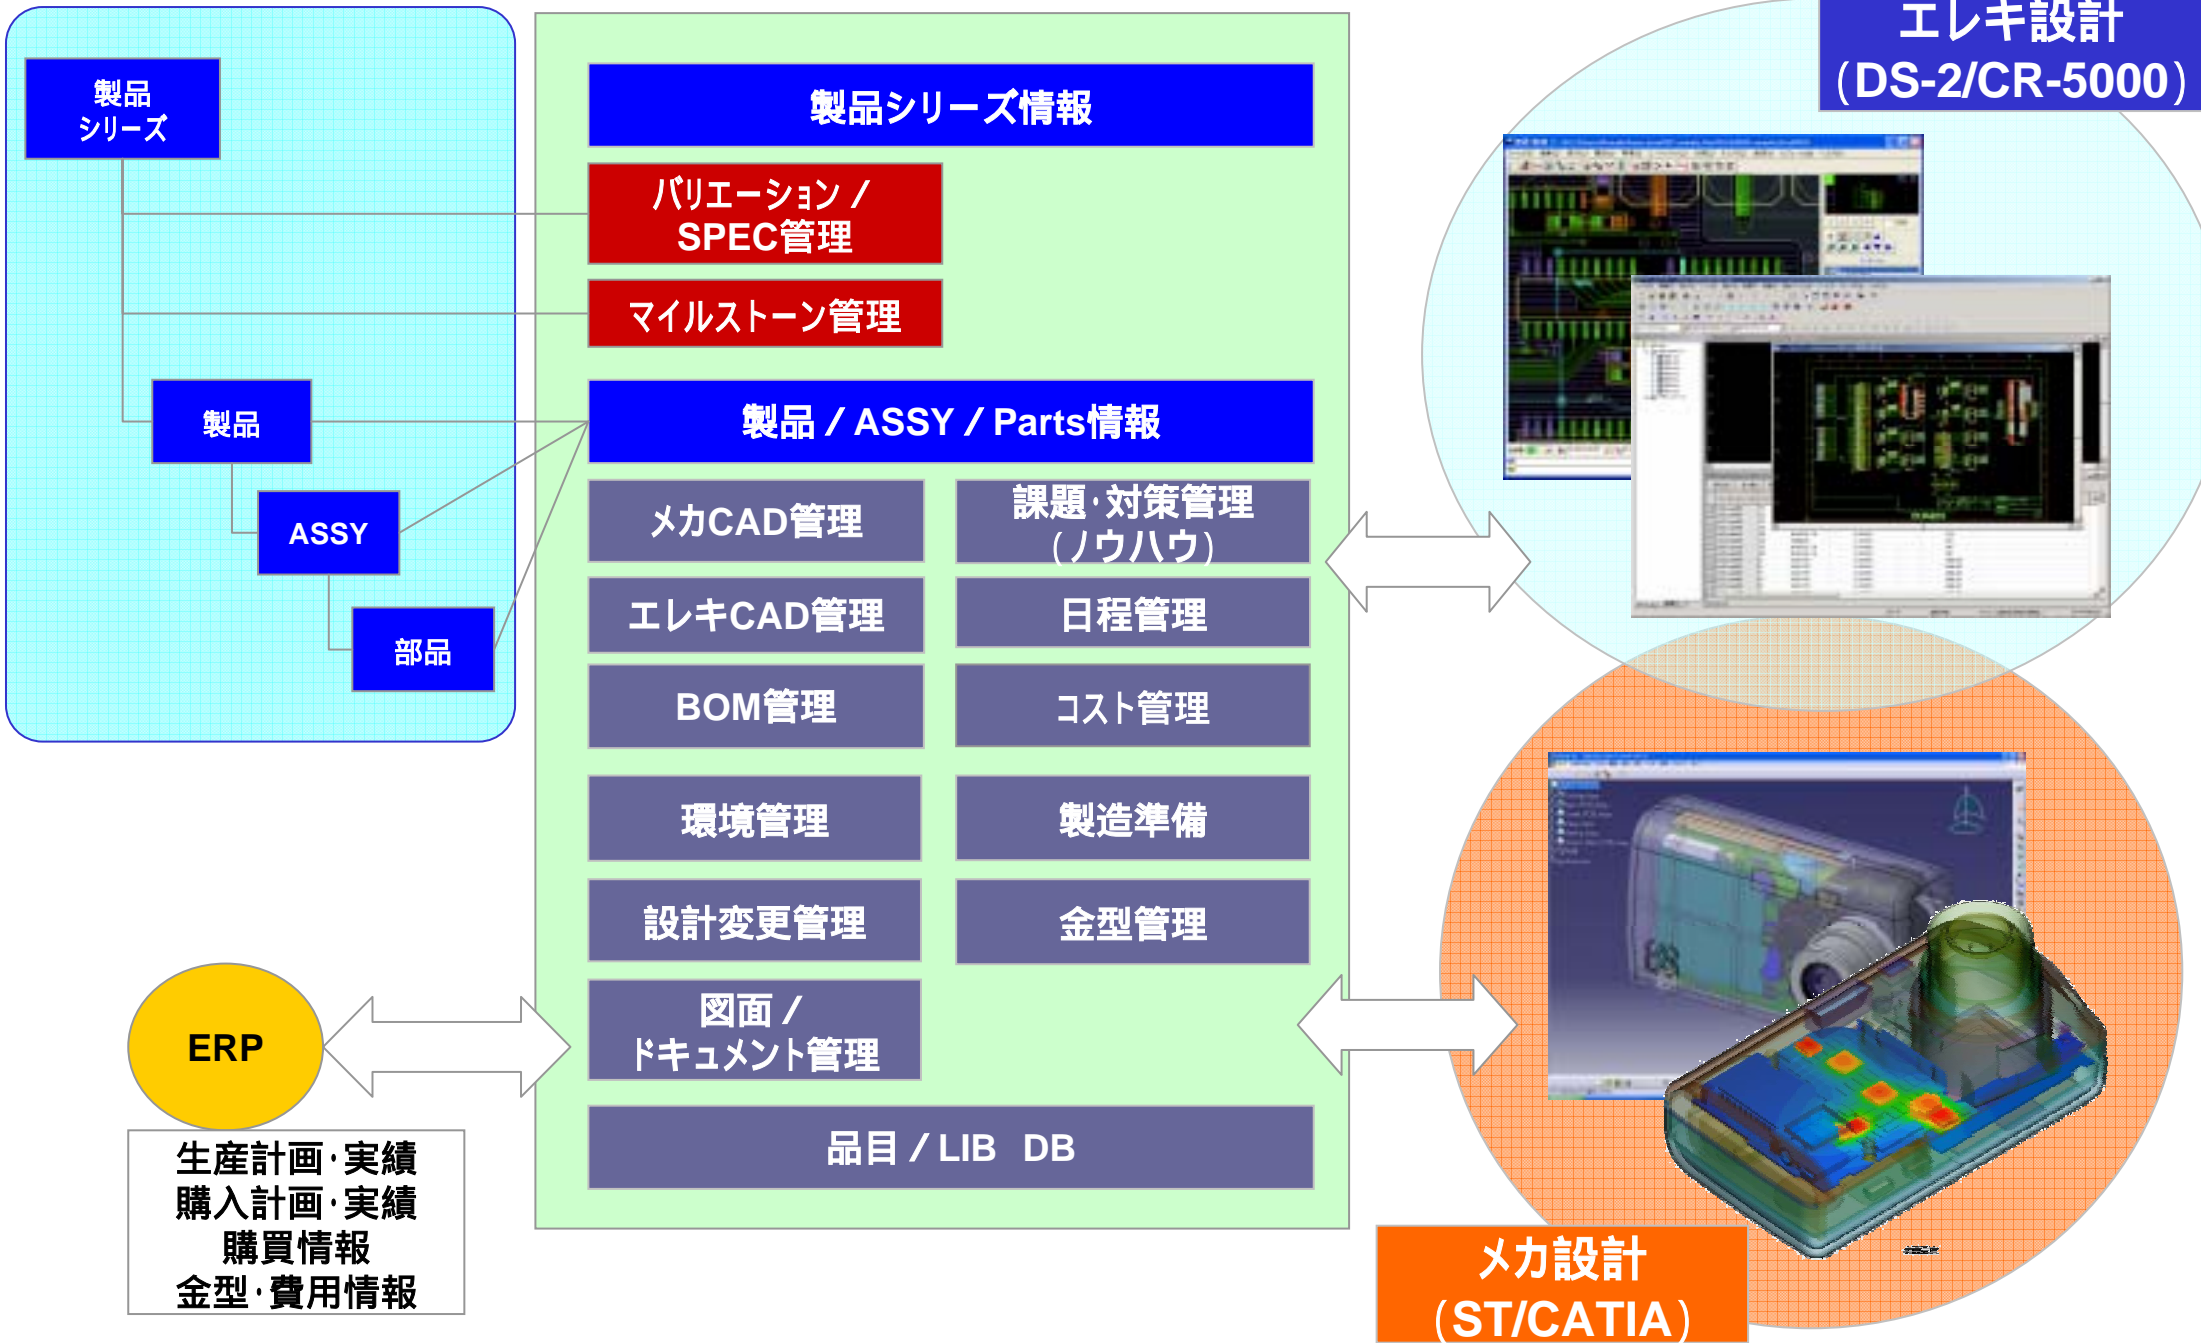 製品
シリーズ
製品
ASSY
部品
製品シリーズ情報
バリエーション／
SPEC管理
マイルストーン管理
製品／ASSY／Parts情報
メカCAD管理
課題・対策管理
（ノウハウ）
エレキCAD管理
日程管理
BOM管理
コスト管理
環境管理
製造準備
設計変更管理
金型管理
図面／
ドキュメント管理
品目／LIB DB
ERP
生産計画・実績
購入計画・実績
購買情報
金型・費用情報
エレキ設計
（DS-2/CR-5000）
メカ設計
（ST/CATIA）